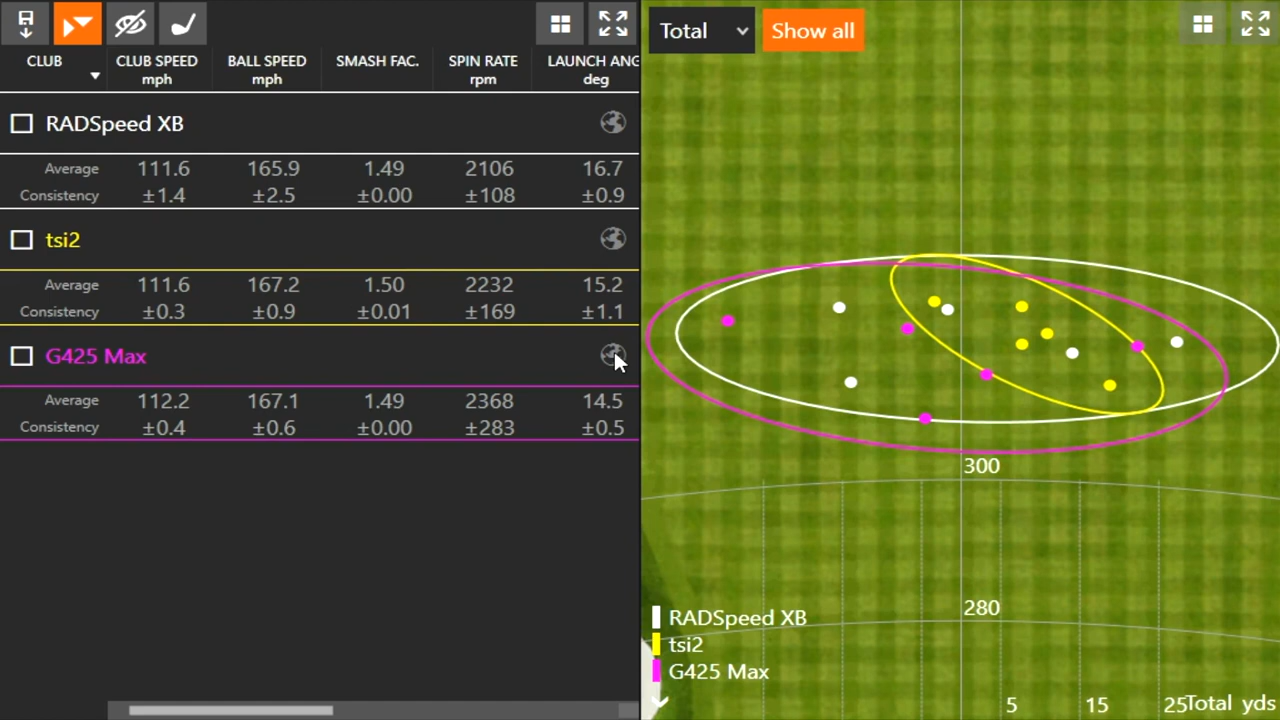 CLUB CLUB SPEED BALL SPEED SMASH FAC. SPIN RATE LAUNCH ANG
mph mph rpm deg
RADSpeed XB
Average 111.6 165.9 1.49 2106 16.7
Consistency ±1.4 ±2.5 ±0.00 ±108 ±0.9
tsi2
Average 111.6 167.2 1.50 2232 15.2
Consistency ±0.3 ±0.9 ±0.01 ±169 ±1.1
G425 Max
Average 112.2 167.1 1.49 2368 14.5
Consistency ±0.4 ±0.6 ±0.00 ±283 ±0.5
Total Show all
300
280
RADSpeed XB
tsi2
G425 Max
5 15 25 Total yds